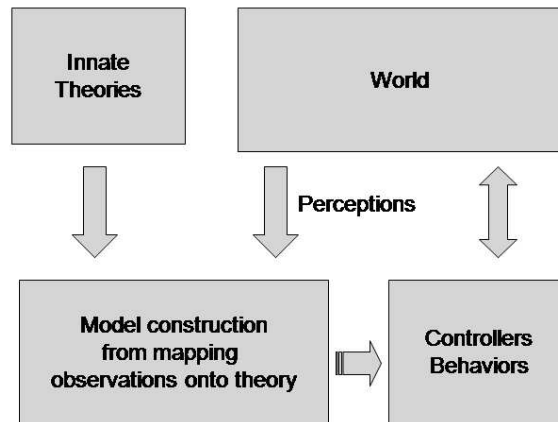 Innate
Theories
World
Perceptions
Model construction
from mapping
observations onto theory
Controllers
Behaviors